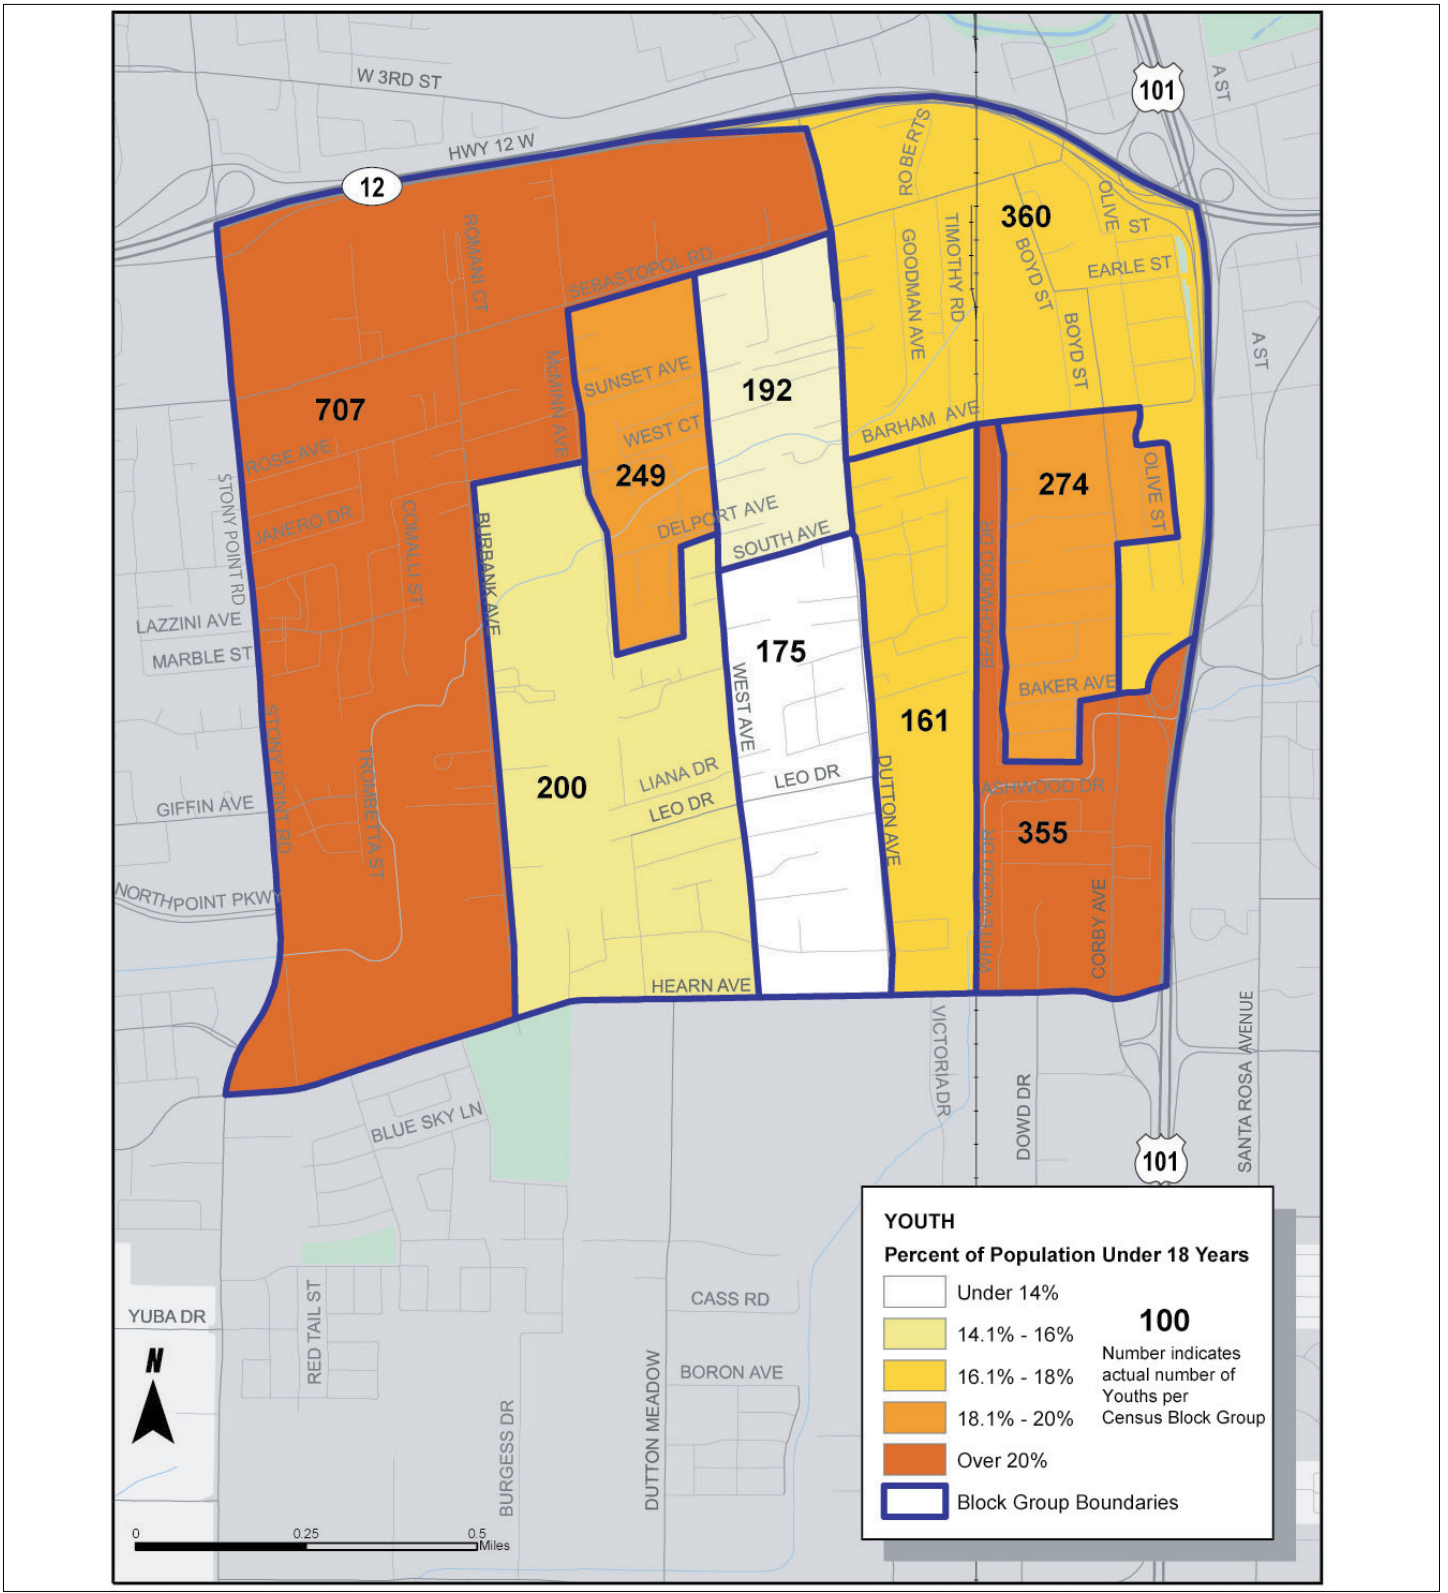 W 3RD ST
101
A ST
HWY 12 W
12
ROBERTS
360
OLIVE
ST
EARLE ST
ROMANI CT
SEBASTOPOL RD
GOODMAN AVE
TIMOTHY RD
BOYD ST
BOYD ST
A ST
McMINN AVE
SUNSET AVE
192
707
WEST CT
BARHAM AVE
ROSE AVE
249
274
OLIVE ST
STONY POINT RD
JANERO DR
COMALLI ST
BURBANK AVE
DELPORT AVE
SOUTH AVE
BEACHWOOD DR
LAZZINI AVE
MARBLE ST
175
WEST AVE
BAKER AVE
161
STONY POINT RD
TROMBETTA ST
200
LIANA DR
LEO DR
LEO DR
DUTTON AVE
ASHWOOD DR
GIFFIN AVE
355
WHITEWOOD DR
CORBY AVE
NORTHPOINT PKWY
HEARN AVE
VICTORIA DR
DOWD DR
SANTA ROSA AVENUE
BLUE SKY LN
101
YUBA DR
RED TAIL ST
CASS RD
BORON AVE
DUTTON MEADOW
BURGESS DR
N
0 0.25 0.5
Miles
YOUTH
Percent of Population Under 18 Years
Under 14%
14.1% - 16%
16.1% - 18%
18.1% - 20%
Over 20%
Block Group Boundaries
100
Number indicates
actual number of
Youths per
Census Block Group